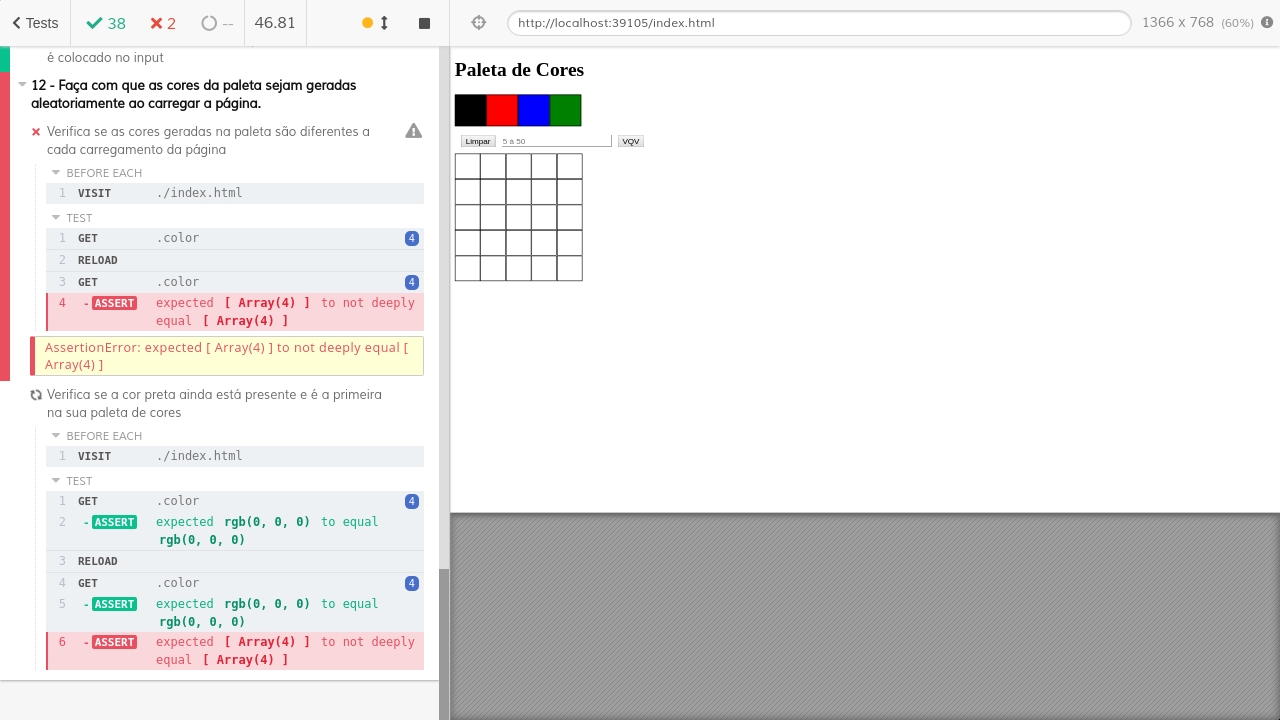 Tests
38
2
--
46.81
http://localhost:39105/index.html
1366 x 768 (60%)
é colocado no input
12 - Faça com que as cores da paleta sejam geradas
aleatoriamente ao carregar a página.
Verifica se as cores geradas na paleta são diferentes a
cada carregamento da página
BEFORE EACH
1 VISIT ./index.html
TEST
1 GET .color 4
2 RELOAD
3 GET .color 4
4 -ASSERT expected [ Array(4) ] to not deeply
equal [ Array(4) ]
AssertionError: expected [ Array(4) ] to not deeply equal [
Array(4) ]
Verifica se a cor preta ainda está presente e é a primeira
na sua paleta de cores
BEFORE EACH
1 VISIT ./index.html
TEST
1 GET .color 4
2 -ASSERT expected rgb(0, 0, 0) to equal
rgb(0, 0, 0)
3 RELOAD
4 GET .color 4
5 -ASSERT expected rgb(0, 0, 0) to equal
rgb(0, 0, 0)
6 -ASSERT expected [ Array(4) ] to not deeply
equal [ Array(4) ]
Paleta de Cores
Limpar 5 à 50 VQV